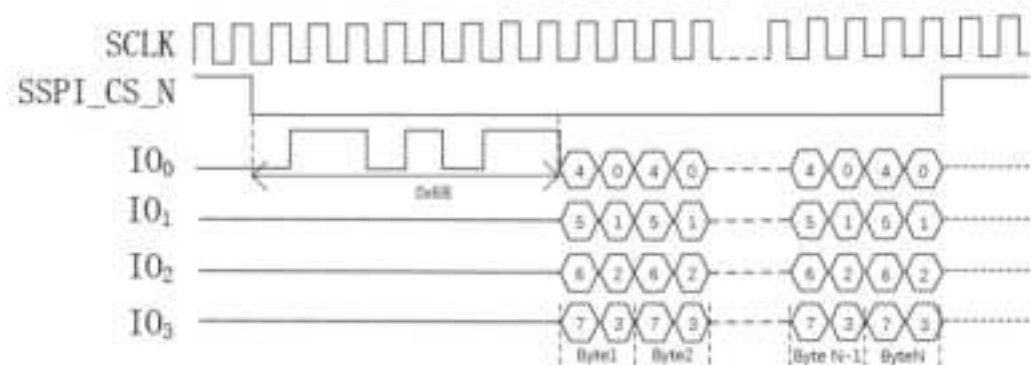 SCLK
SSPI_CS_N
IO₀ 4 0 4 0 4 0 4 0
0x6B
IO₁ 5 1 5 1 5 1 5 1
IO₂ 6 2 6 2 6 2 6 2
IO₃ 7 3 7 3 7 3 7 3
Byte1 Byte2 Byte N-1 ByteN